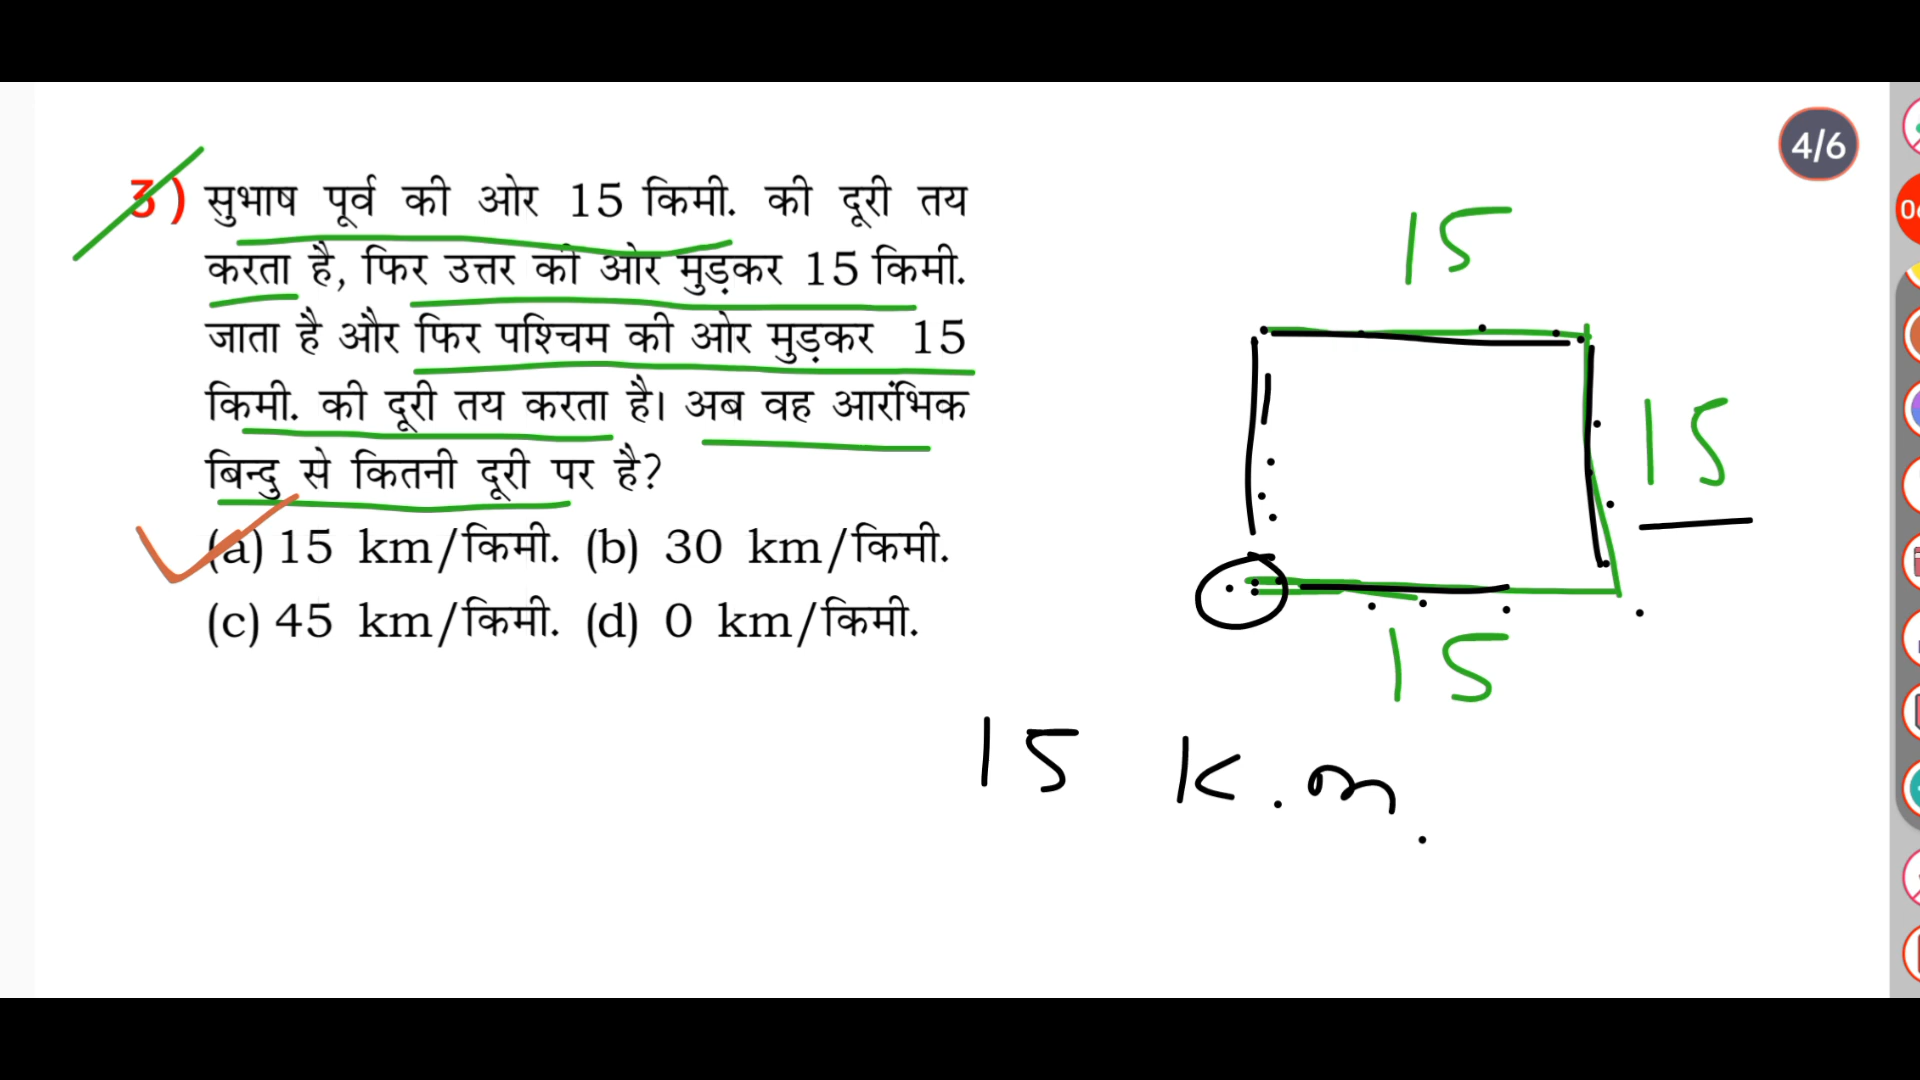 4/6
3) सुभाष पूर्व की ओर 15 किमी. की दूरी तय
करता है, फिर उत्तर की ओर मुड़कर 15 किमी.
जाता है और फिर पश्चिम की ओर मुड़कर 15
किमी. की दूरी तय करता है। अब वह आरंभिक
बिन्दु से कितनी दूरी पर है?
(a) 15 km/किमी. (b) 30 km/किमी.
(c) 45 km/किमी. (d) 0 km/किमी.
15
15
15
15 K.m.